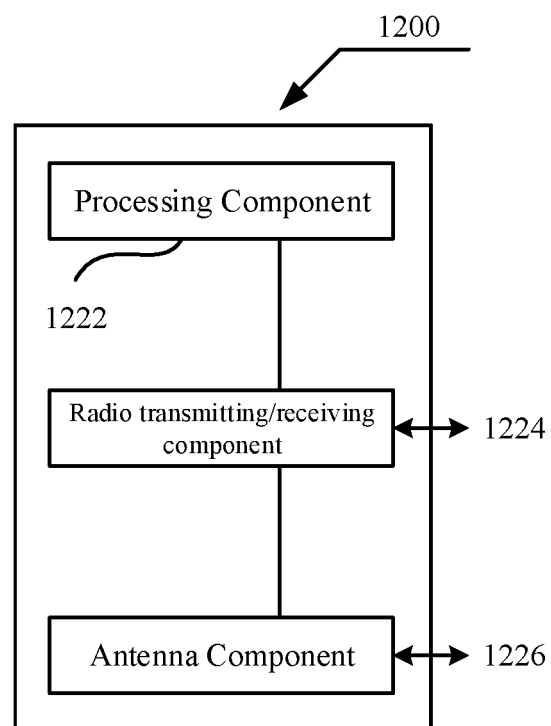 1200
Processing Component
1222
Radio transmitting/receiving
component
1224
Antenna Component
1226